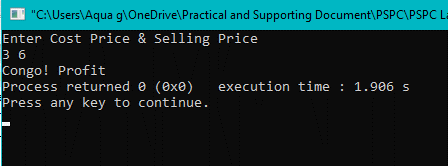 "C:\Users\Aqua g\OneDrive\Practical and Supporting Document\PSPC\PSPC La
Enter Cost Price & Selling Price
3 6
Congo! Profit
Process returned 0 (0x0)   execution time : 1.906 s
Press any key to continue.